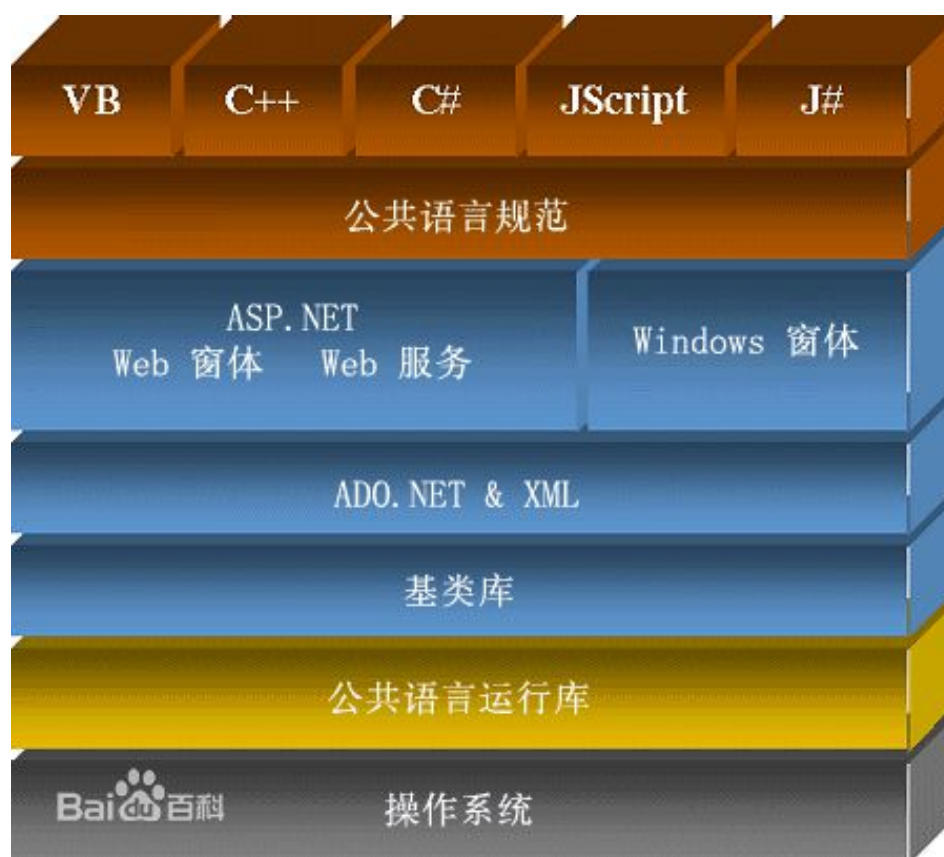 VB C++ C# JScript J#
公共语言规范
ASP.NET
Web 窗体 Web 服务
Windows 窗体
ADO.NET & XML
基类库
公共语言运行库
操作系统
Baidu百科